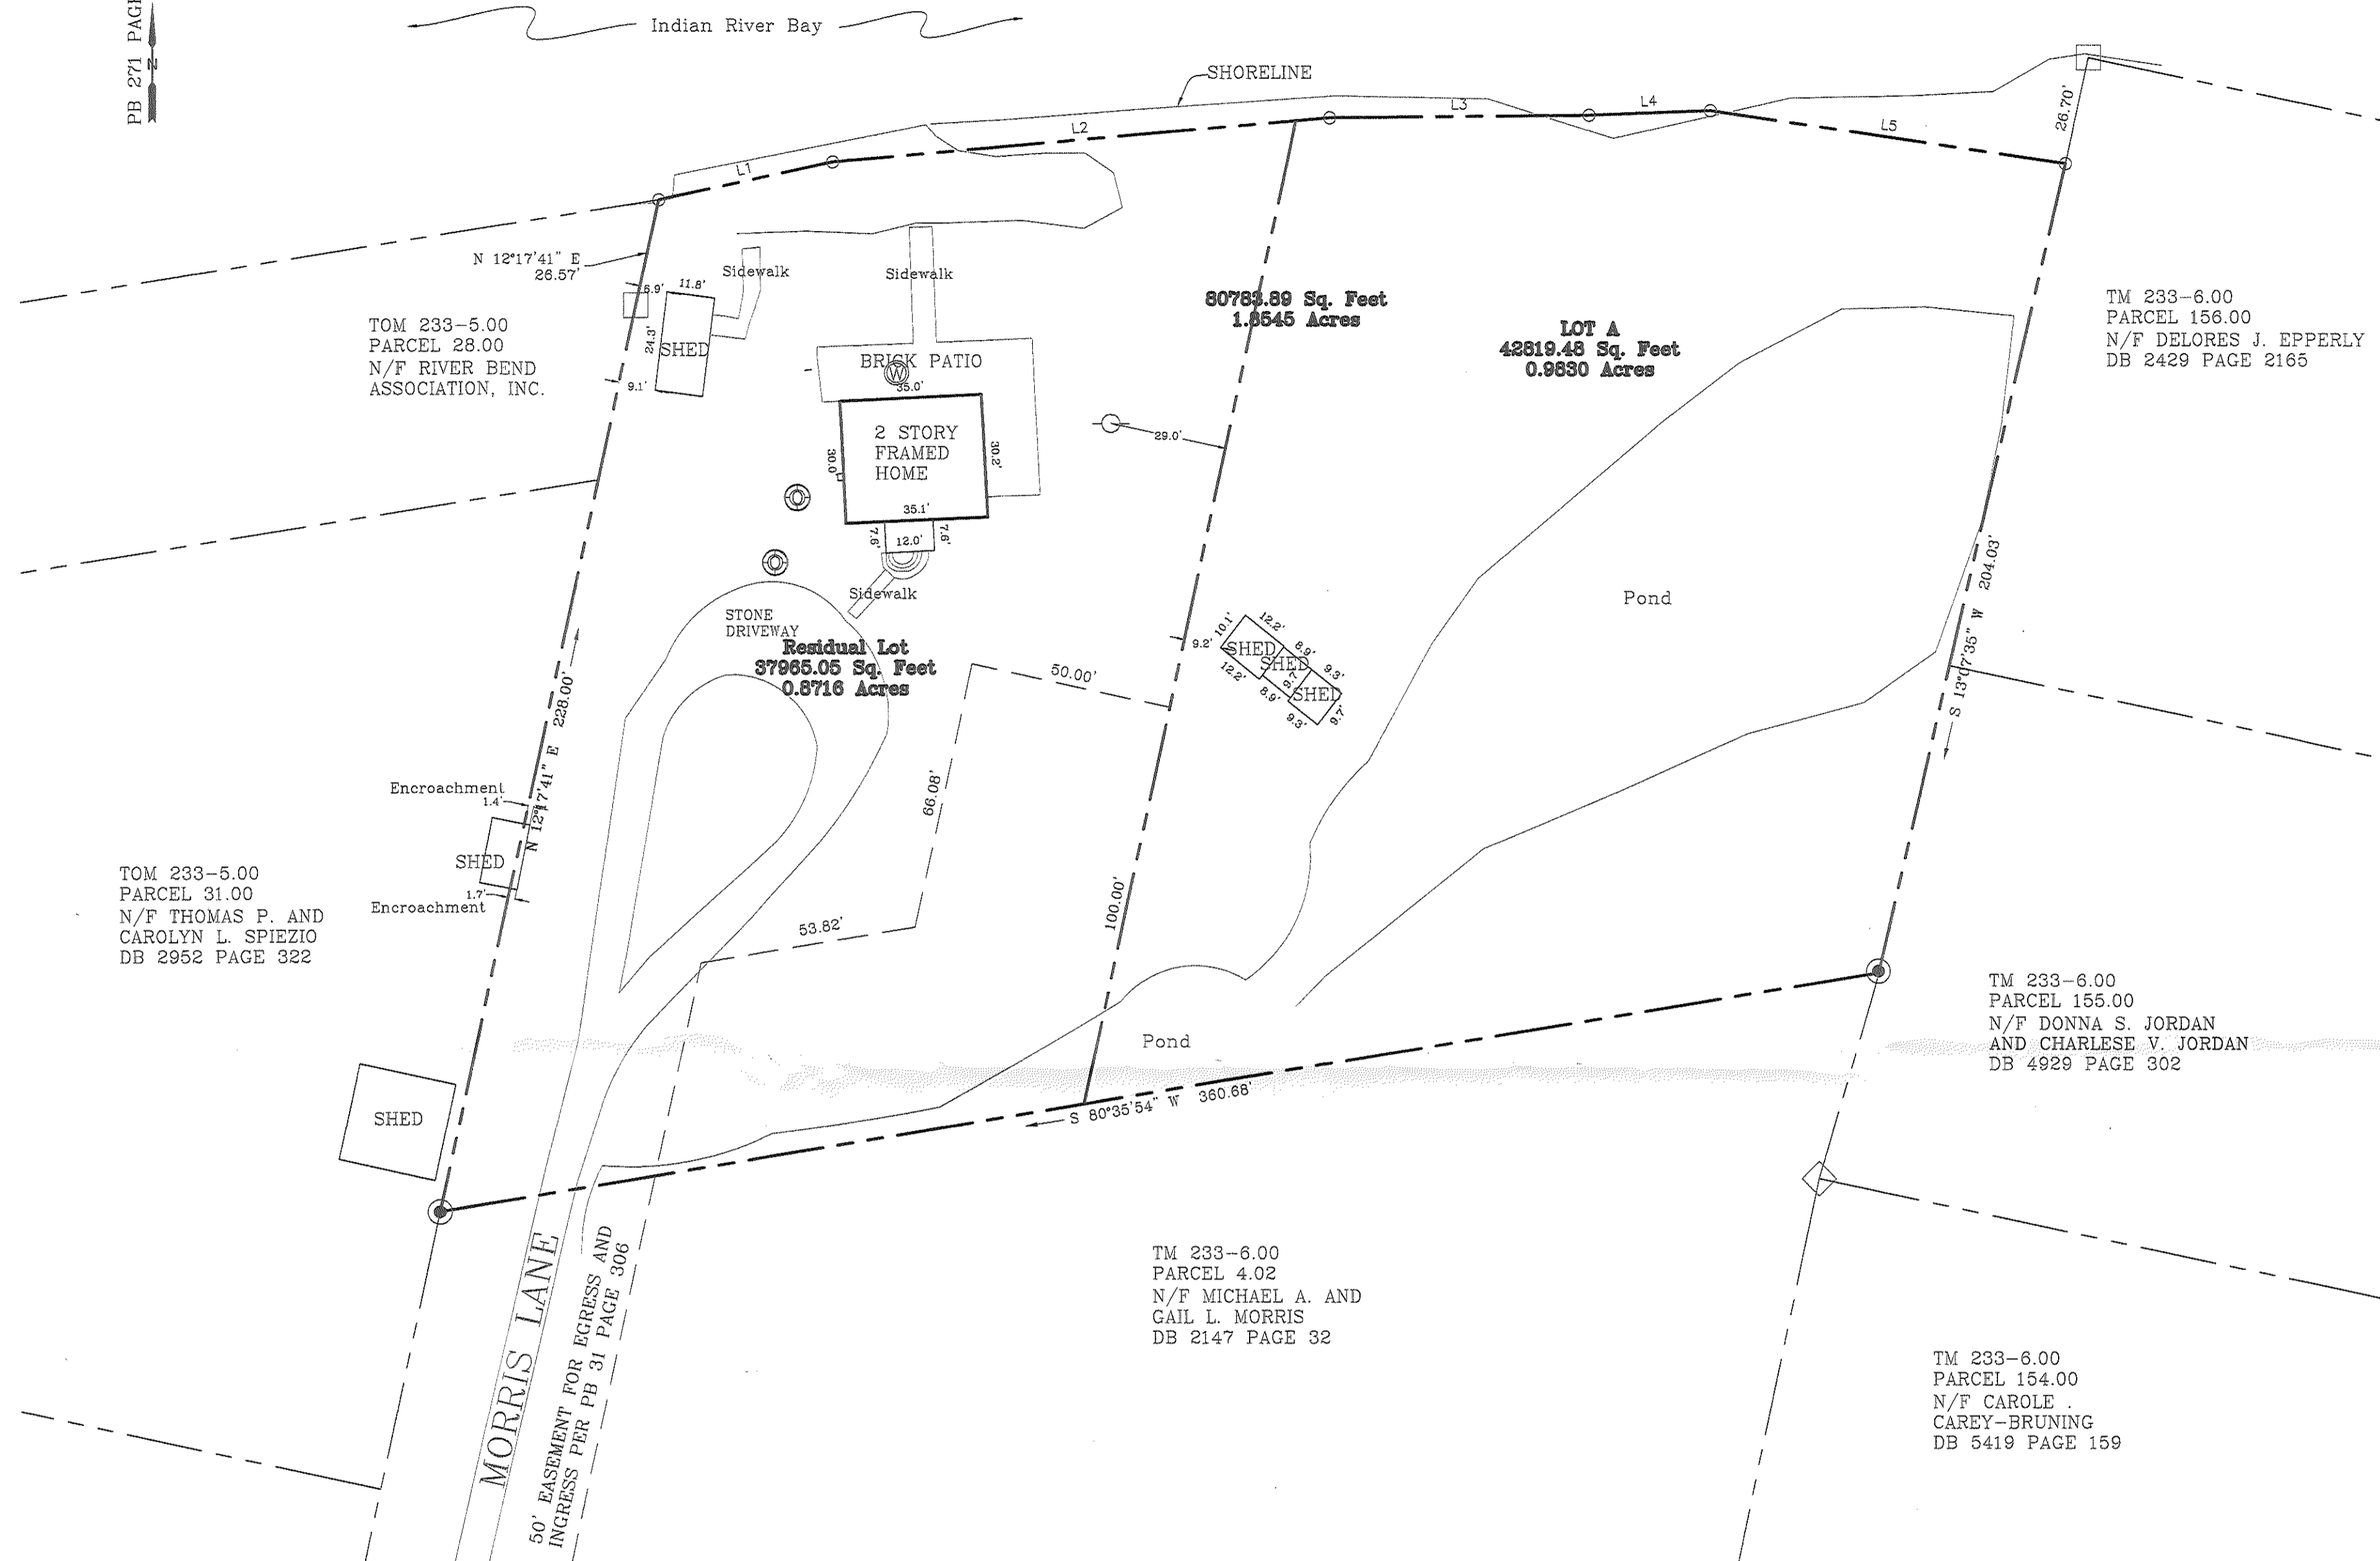 PB 271 PAGE
N
Indian River Bay
SHORELINE
L1
L2
L3
L4
L5
26.70'
N 12°17'41" E
26.57'
6.9'
11.8'
24.3'
SHED
9.1'
Sidewalk
Sidewalk
BRICK PATIO
W
35.0'
2 STORY
FRAMED
HOME
30.0'
30.2'
35.1'
7.6'
12.0'
7.6'
Sidewalk
29.0'
80783.89 Sq. Feet
1.8545 Acres
LOT A
42819.48 Sq. Feet
0.9830 Acres
TOM 233-5.00
PARCEL 28.00
N/F RIVER BEND
ASSOCIATION, INC.
TM 233-6.00
PARCEL 156.00
N/F DELORES J. EPPERLY
DB 2429 PAGE 2165
STONE
DRIVEWAY
Residual Lot
37965.05 Sq. Feet
0.8716 Acres
50.00'
66.08'
53.82'
100.00'
9.2'
10.1'
12.2'
SHED
12.2'
8.9'
SHED
9.7'
8.9'
9.3'
SHED
9.3'
9.7'
Pond
S 13°07'35" W 204.03'
N 12°17'41" E 228.00'
Encroachment
1.4'
SHED
1.7'
Encroachment
TOM 233-5.00
PARCEL 31.00
N/F THOMAS P. AND
CAROLYN L. SPIEZIO
DB 2952 PAGE 322
SHED
Pond
S 80°35'54" W 360.68'
TM 233-6.00
PARCEL 155.00
N/F DONNA S. JORDAN
AND CHARLESE V. JORDAN
DB 4929 PAGE 302
TM 233-6.00
PARCEL 4.02
N/F MICHAEL A. AND
GAIL L. MORRIS
DB 2147 PAGE 32
TM 233-6.00
PARCEL 154.00
N/F CAROLE .
CAREY-BRUNING
DB 5419 PAGE 159
MORRIS LANE
50' EASEMENT FOR EGRESS AND
INGRESS PER PB 31 PAGE 306